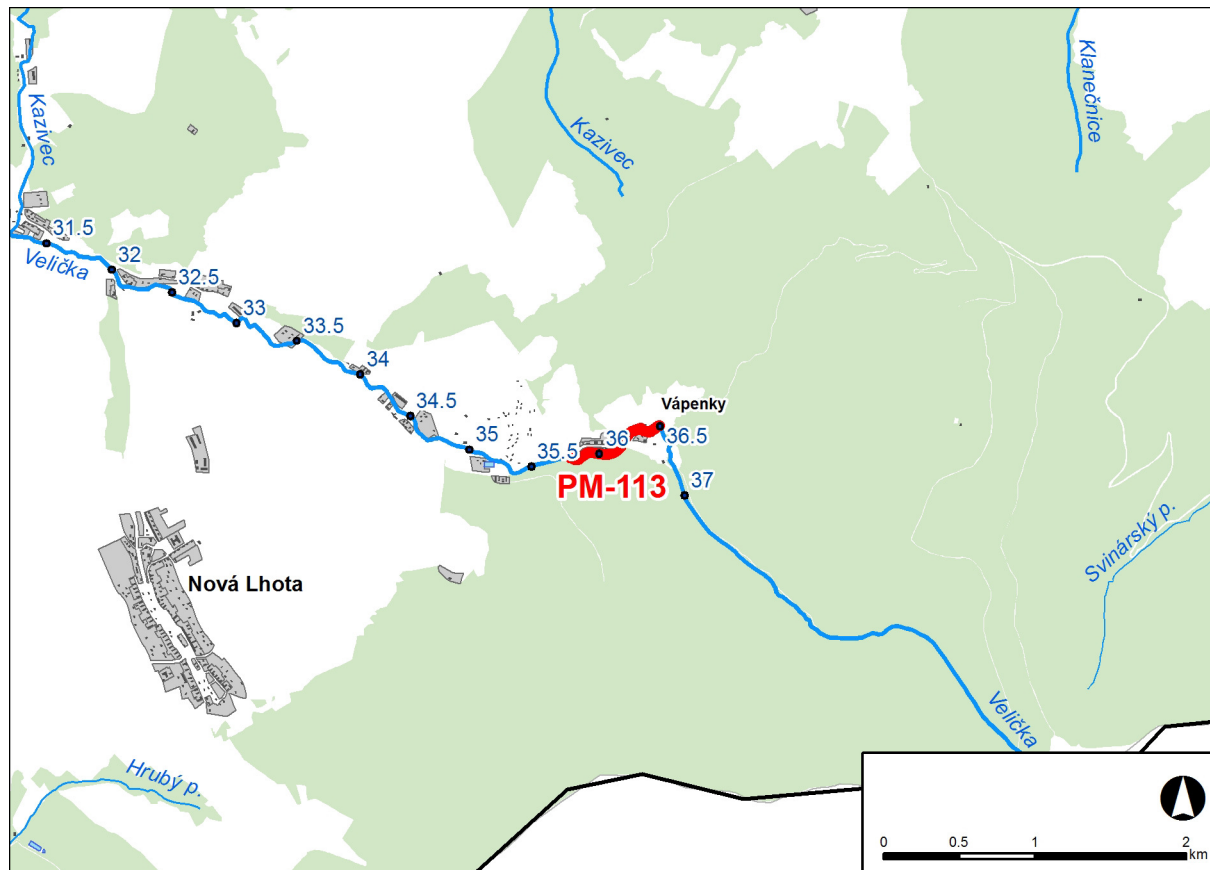 Kazivec
Kazivec
Klanečnice
31.5
Velička
32
32.5
33
33.5
34
34.5
35
35.5
36
Vápenky
36.5
PM-113
37
Svinárský p.
Nová Lhota
Velička
Hrubý p.
0 0.5 1 2
km